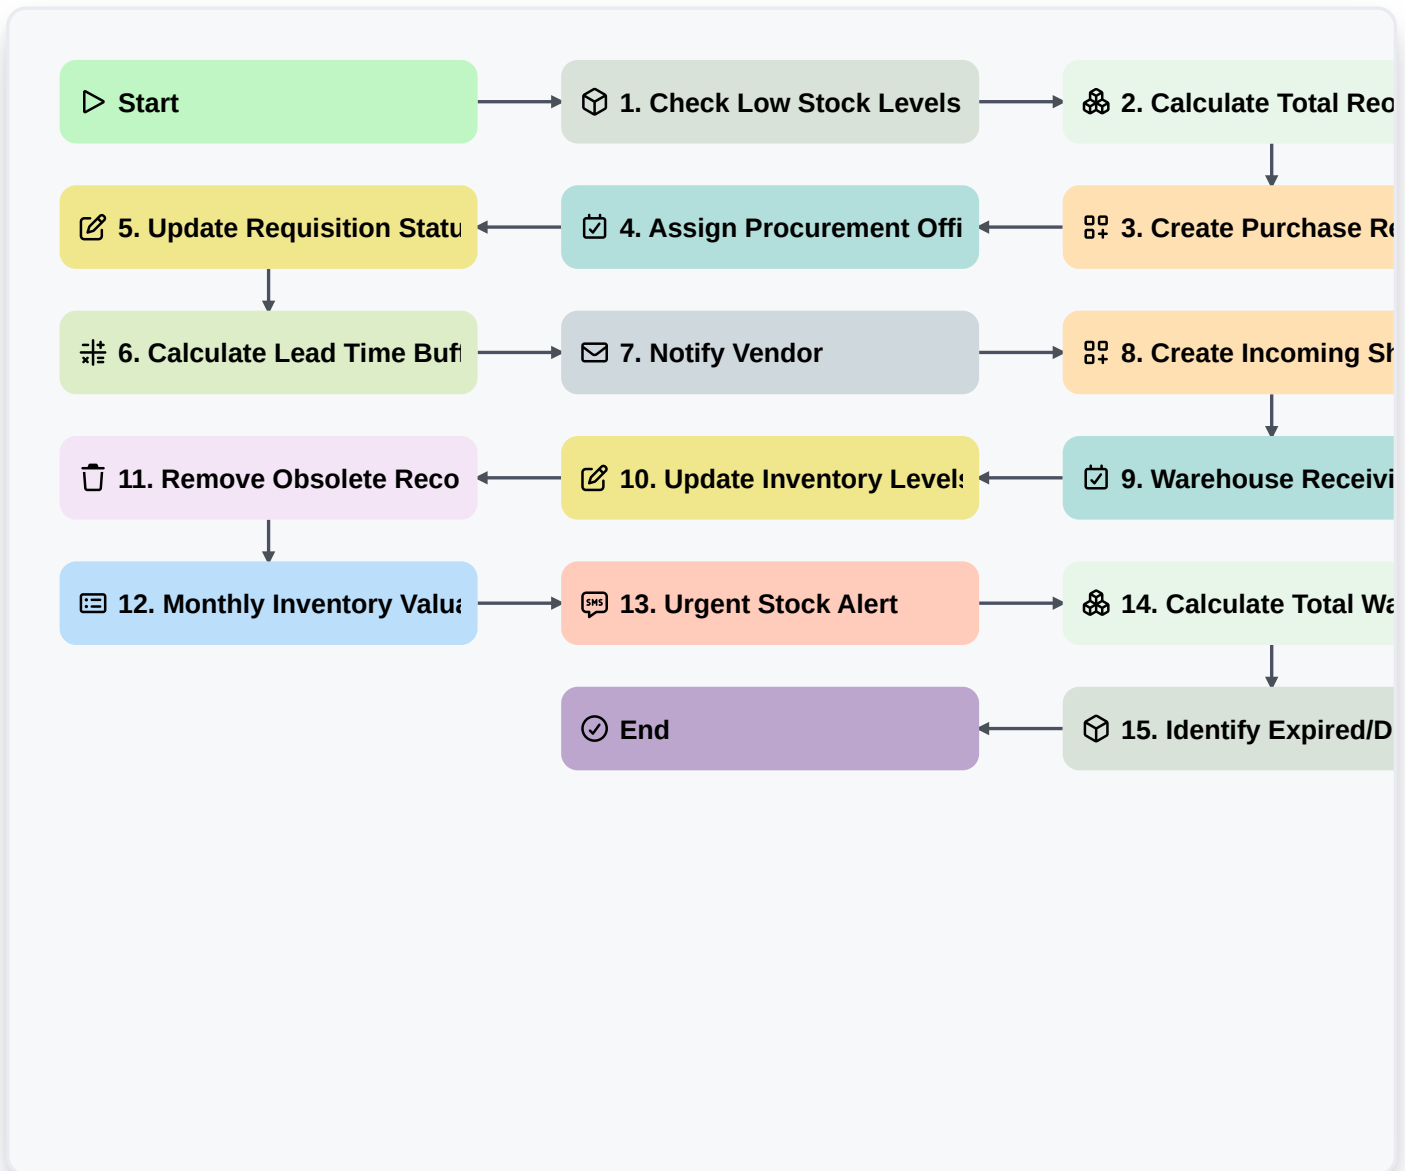 Start
1. Check Low Stock Levels
2. Calculate Total Reo
5. Update Requisition Statu
4. Assign Procurement Offi
3. Create Purchase Re
6. Calculate Lead Time Buf
7. Notify Vendor
8. Create Incoming Sh
11. Remove Obsolete Reco
10. Update Inventory Levels
9. Warehouse Receivi
12. Monthly Inventory Valua
SMS
13. Urgent Stock Alert
14. Calculate Total Wa
End
15. Identify Expired/D